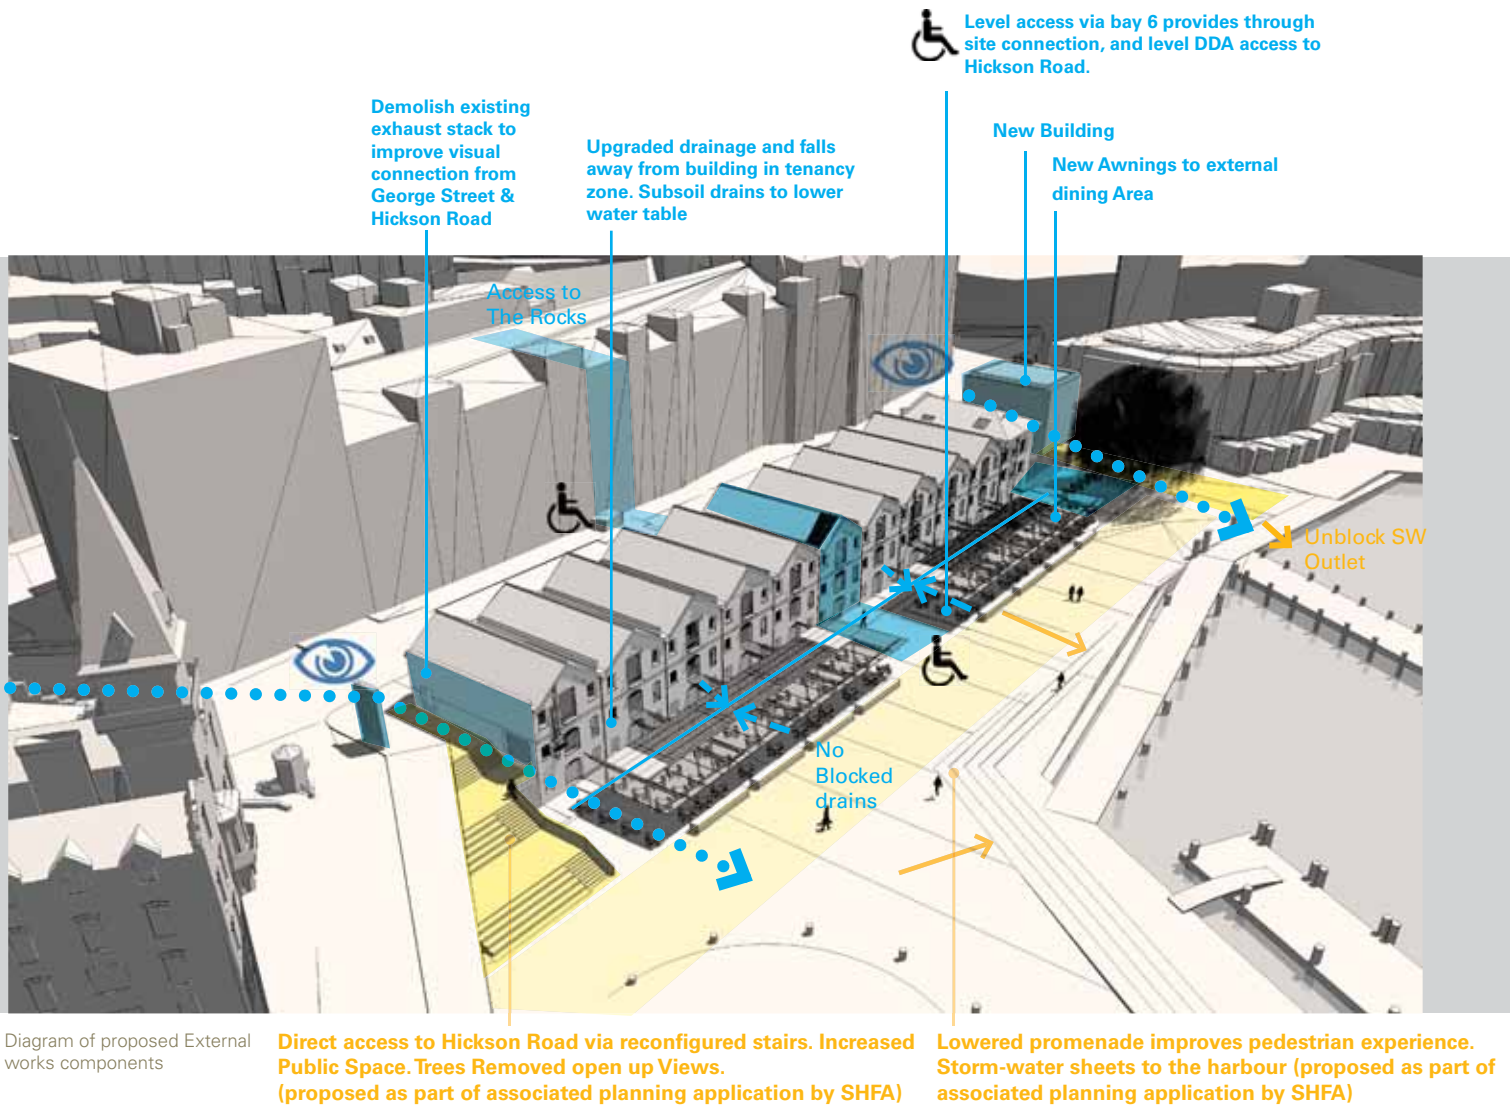 Level access via bay 6 provides through
site connection, and level DDA access to
Hickson Road.
Demolish existing
exhaust stack to
improve visual
connection from
George Street &
Hickson Road
Upgraded drainage and falls
away from building in tenancy
zone. Subsoil drains to lower
water table
New Building
New Awnings to external
dining Area
Access to
The Rocks
Unblock SW
Outlet
No
Blocked
drains
Diagram of proposed External
works components
Direct access to Hickson Road via reconfigured stairs. Increased
Public Space. Trees Removed open up Views.
(proposed as part of associated planning application by SHFA)
Lowered promenade improves pedestrian experience.
Storm-water sheets to the harbour (proposed as part of
associated planning application by SHFA)